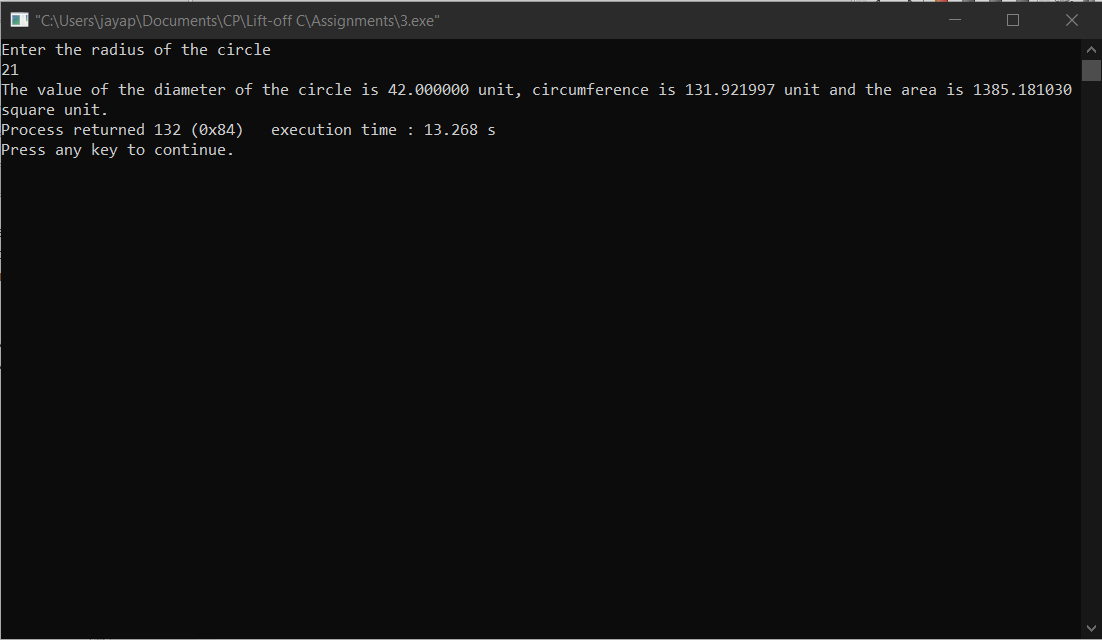 "C:\Users\jayap\Documents\CP\Lift-off C\Assignments\3.exe"
Enter the radius of the circle
21
The value of the diameter of the circle is 42.000000 unit, circumference is 131.921997 unit and the area is 1385.181030
square unit.
Process returned 132 (0x84)   execution time : 13.268 s
Press any key to continue.